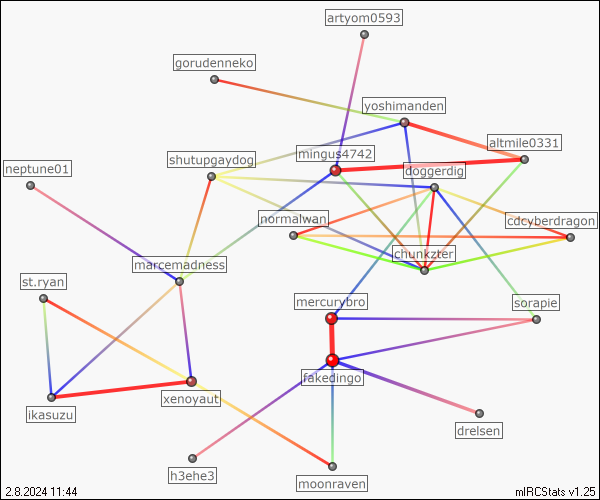 artyom0593
gorudenneko
yoshimanden
altmile0331
mingus4742
shutupgaydog
doggerdig
neptune01
normalwan
cdcyberdragon
chunkzter
marcemadness
st.ryan
mercurybro
sorapie
fakedingo
xenoyaut
ikasuzu
drelsen
h3ehe3
moonraven
2.8.2024 11:44
mIRCStats v1.25